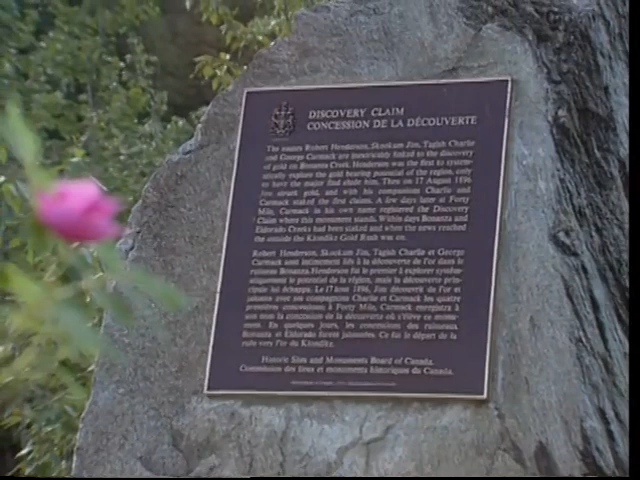 DISCOVERY CLAIM
CONCESSION DE LA DÉCOUVERTE
The names Robert Henderson, Skookum Jim, Tagish Charlie
and George Carmack are inextricably linked to the discovery
of gold on Bonanza Creek. Henderson was the first to system-
atically explore the gold bearing potential of the region, only
to have the major find elude him. Then on 17 August 1896
Jim struck gold, and with his companions Charlie and
Carmack staked the first claims. A few days later at Forty
Mile, Carmack in his own name registered the Discovery
Claim where this monument stands. Within days Bonanza and
Eldorado Creeks had been staked and when the news reached
the outside the Klondike Gold Rush was on.
Robert Henderson, Skookum Jim, Tagish Charlie et George
Carmack sont intimement liés à la découverte de l'or dans le
ruisseau Bonanza. Henderson fut le premier à explorer systéma-
tiquement le potentiel de la région, mais la découverte prin-
cipale lui échappa. Le 17 août 1896, Jim découvrit de l'or et
jalonna avec ses compagnons Charlie et Carmack les quatre
premières concessions. à Forty Mile, Carmack enregistra à
son nom la concession de la découverte où s'élève ce monu-
ment. En quelques jours, les concessions des ruisseaux
Bonanza et Eldorado furent jalonnées. Ce fut le départ de la
ruée vers l'or du Klondike.
Historic Sites and Monuments Board of Canada.
Commission des lieux et monuments historiques du Canada.